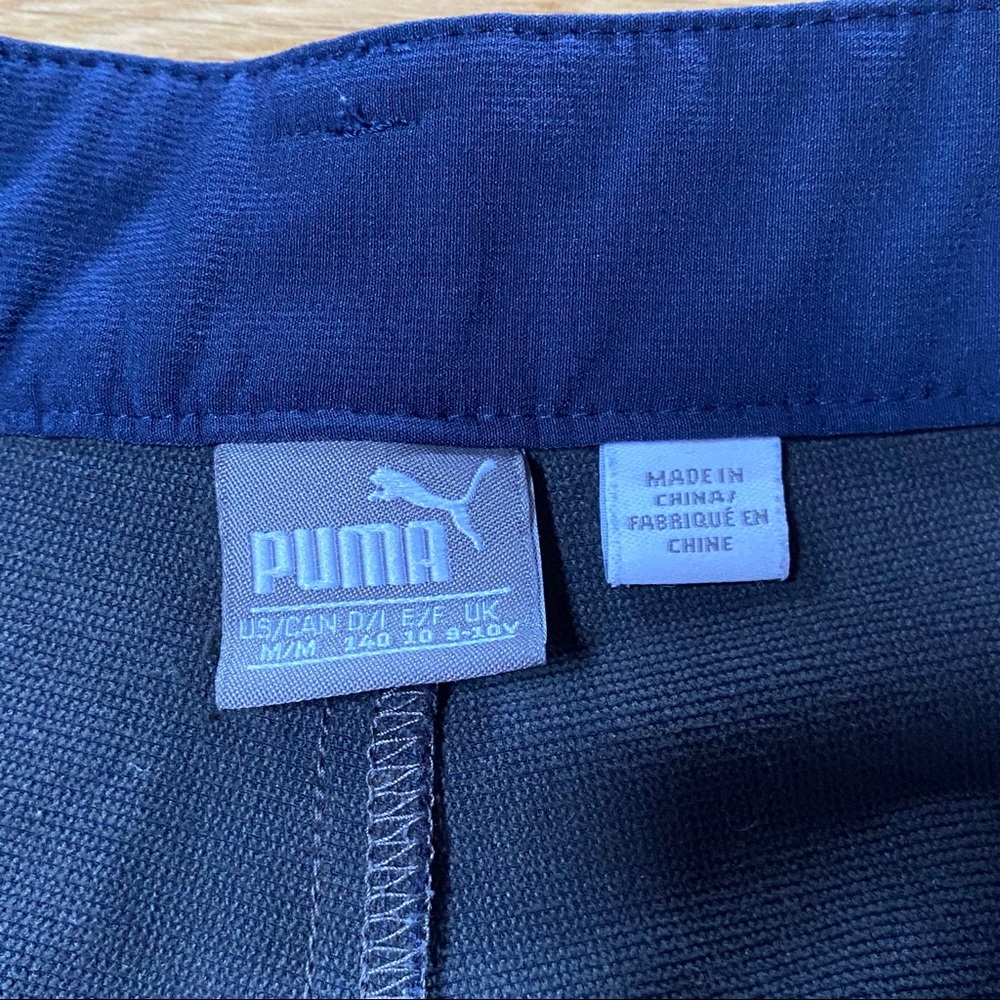 PUMA
US/CAN D/I E/F UK
M/M 140 10 9-10Y
MADE IN
CHINA/
FABRIQUÉ EN
CHINE